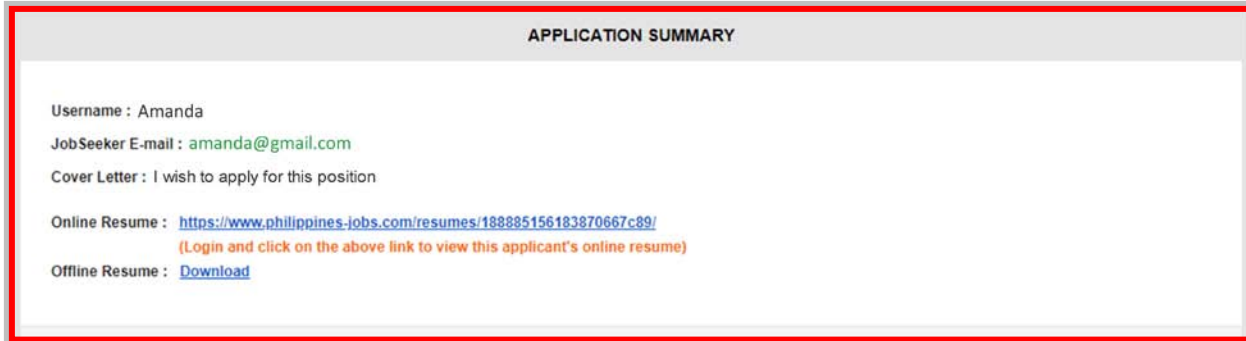 APPLICATION SUMMARY
Username : Amanda
JobSeeker E-mail : amanda@gmail.com
Cover Letter : I wish to apply for this position
Online Resume : https://www.philippines-jobs.com/resumes/188885156183870667c89/
(Login and click on the above link to view this applicant's online resume)
Offline Resume : Download